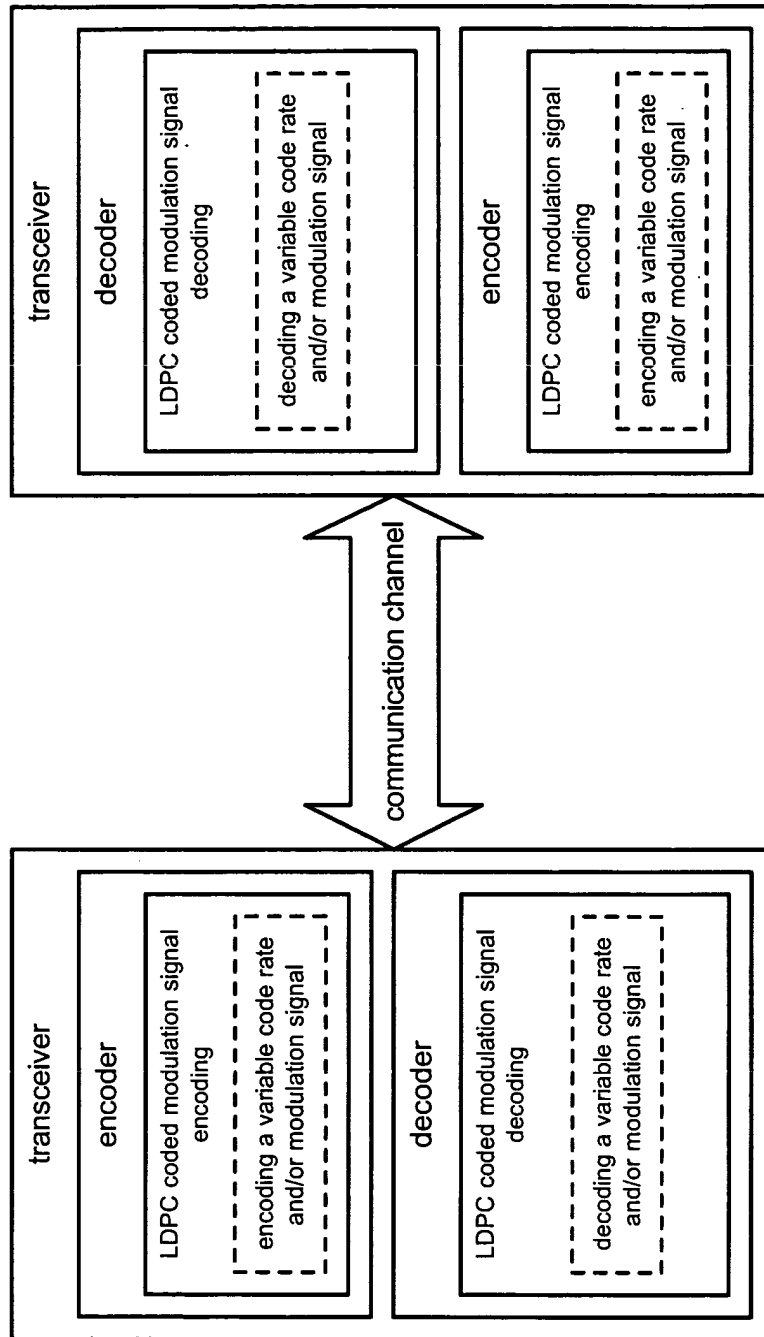 transceiver
encoder
LDPC coded modulation signal
encoding
encoding a variable code rate
and/or modulation signal
decoder
LDPC coded modulation signal
decoding
decoding a variable code rate
and/or modulation signal
communication channel
transceiver
decoder
LDPC coded modulation signal
decoding
decoding a variable code rate
and/or modulation signal
encoder
LDPC coded modulation signal
encoding
encoding a variable code rate
and/or modulation signal